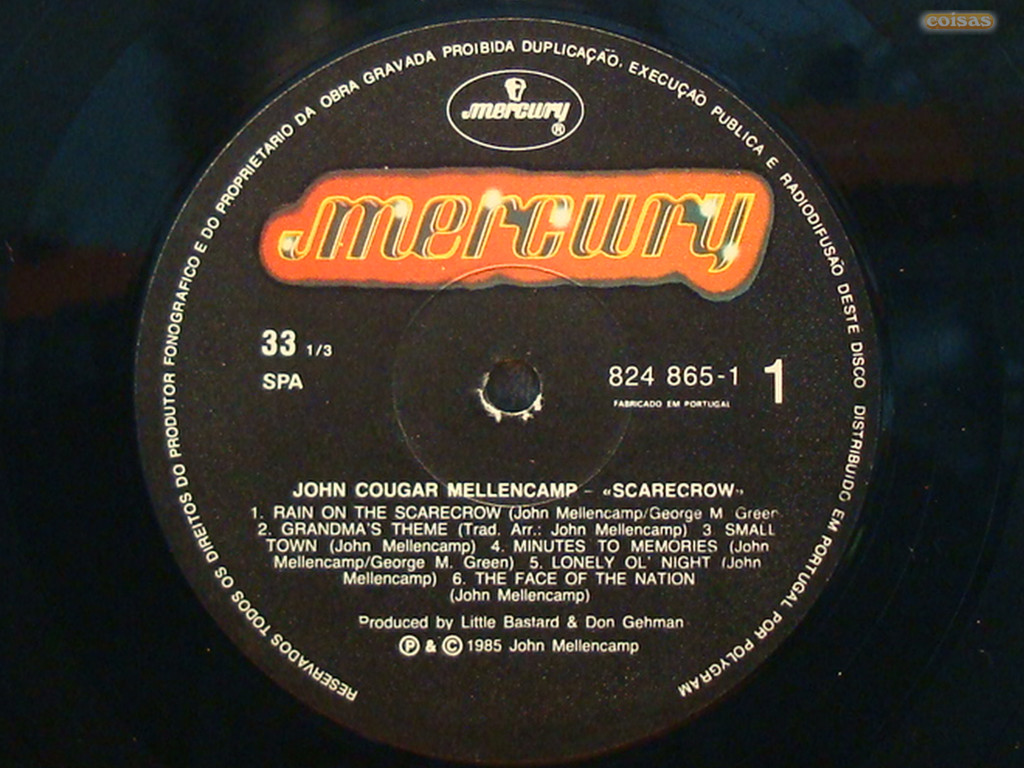 coisas
RESERVADOS TODOS OS DIREITOS DO PRODUTOR FONOGRAFICO E DO PROPRIETARIO DA OBRA GRAVADA PROIBIDA DUPLICAÇÃO, EXECUÇÃO PUBLICA E RADIODIFUSÃO DESTE DISCO DISTRIBUIDO EM PORTUGAL POR POLYGRAM
mercury ®
mercury
33 1/3
SPA
824 865-1 1
FABRICADO EM PORTUGAL
JOHN COUGAR MELLENCAMP - «SCARECROW»
1. RAIN ON THE SCARECROW (John Mellencamp/George M Green
2. GRANDMA'S THEME (Trad. Arr.: John Mellencamp) 3 SMALL
TOWN (John Mellencamp) 4. MINUTES TO MEMORIES (John
Mellencamp/George M. Green) 5. LONELY OL' NIGHT (John
Mellencamp) 6. THE FACE OF THE NATION
(John Mellencamp)
Produced by Little Bastard & Don Gehman
Ⓟ & © 1985 John Mellencamp